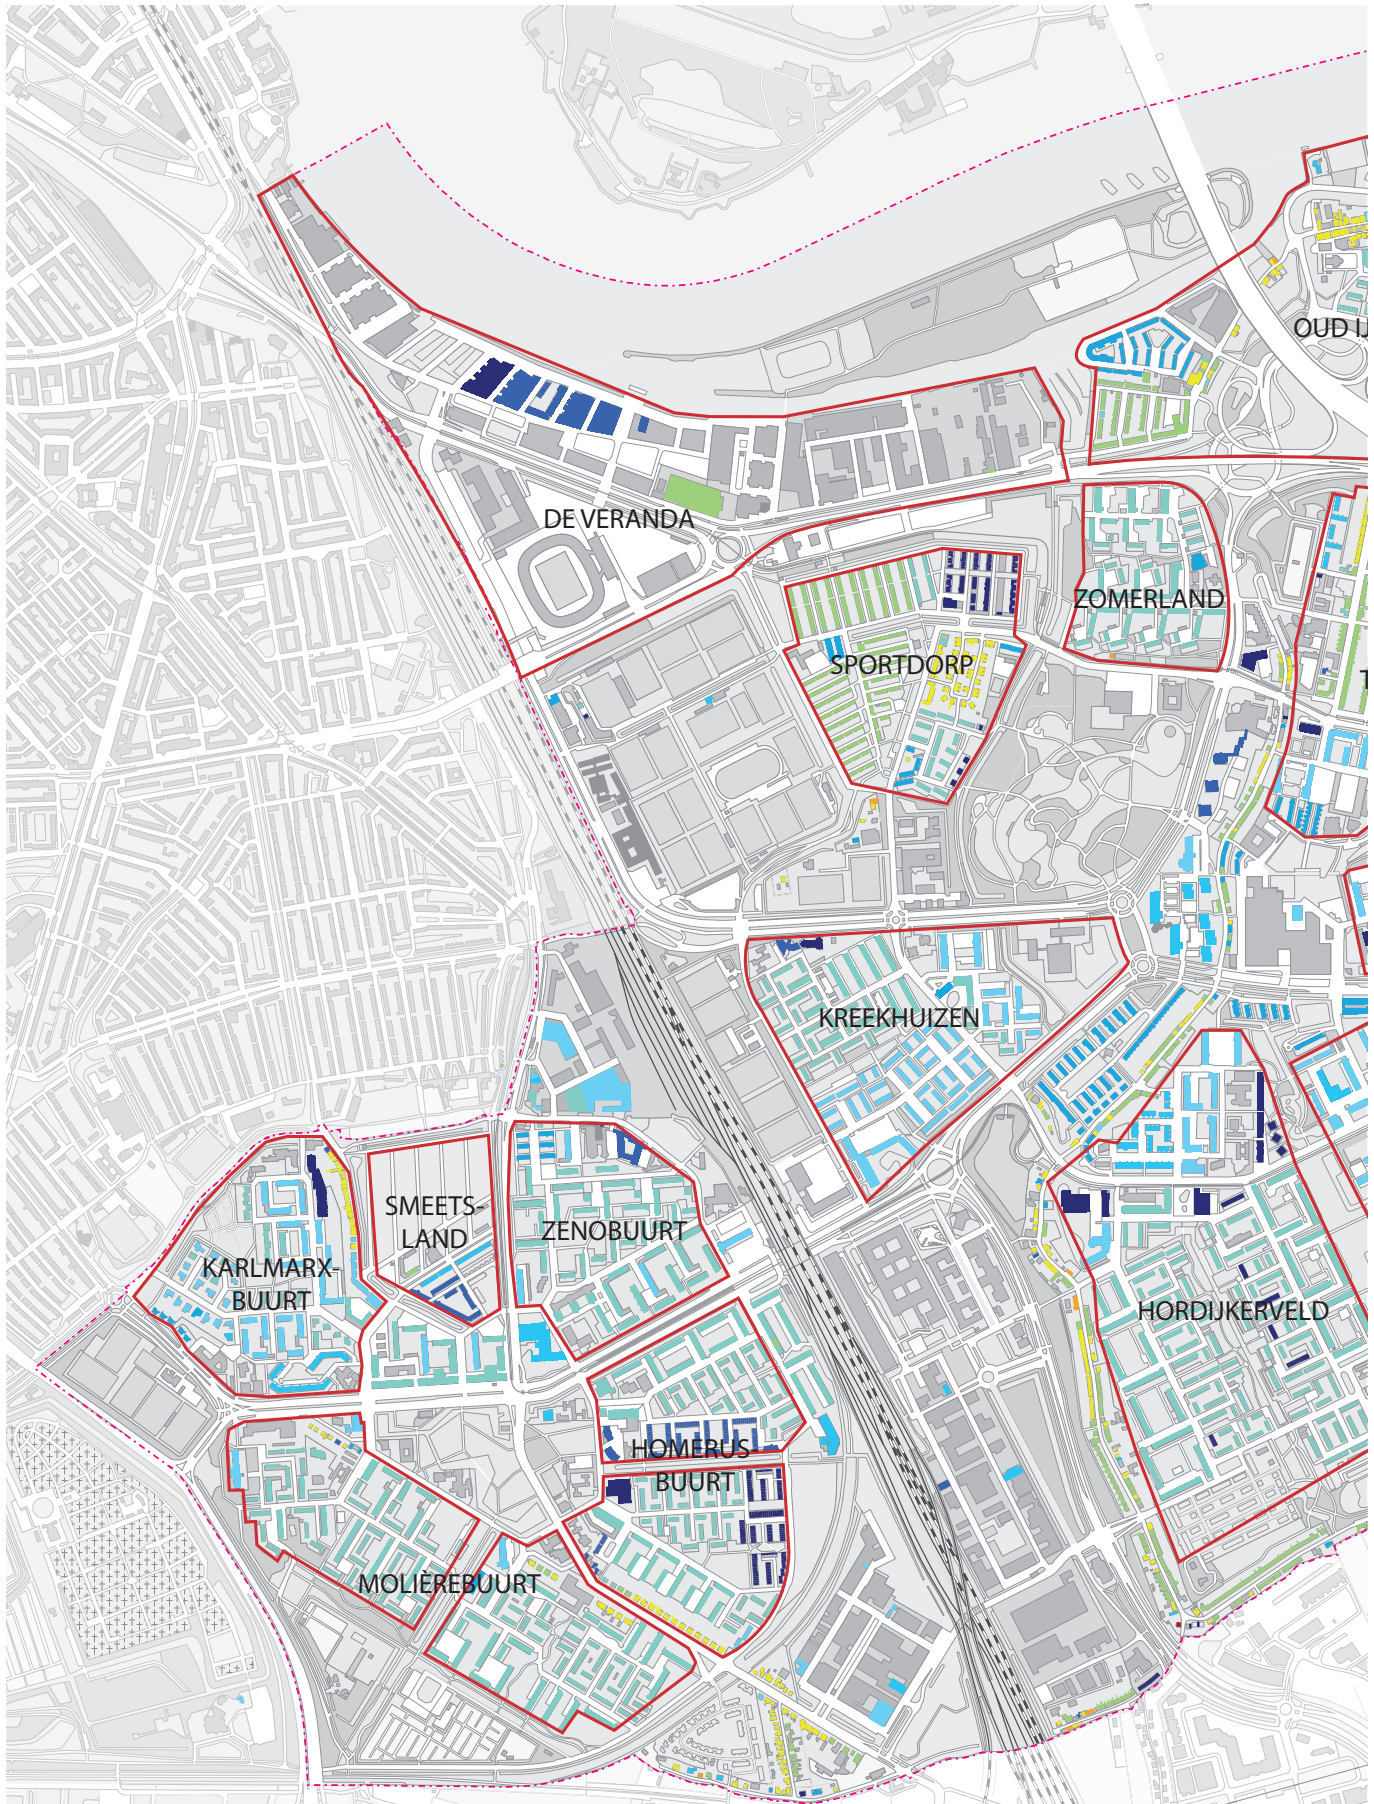 OUD IJ
DE VERANDA
ZOMERLAND
SPORTDORP
T
KREEKHUIZEN
SMEETS-
LAND
ZENOBUURT
KARLMARX-
BUURT
HORDIJKERVELD
HOMERUS-
BUURT
MOLIÈREBUURT